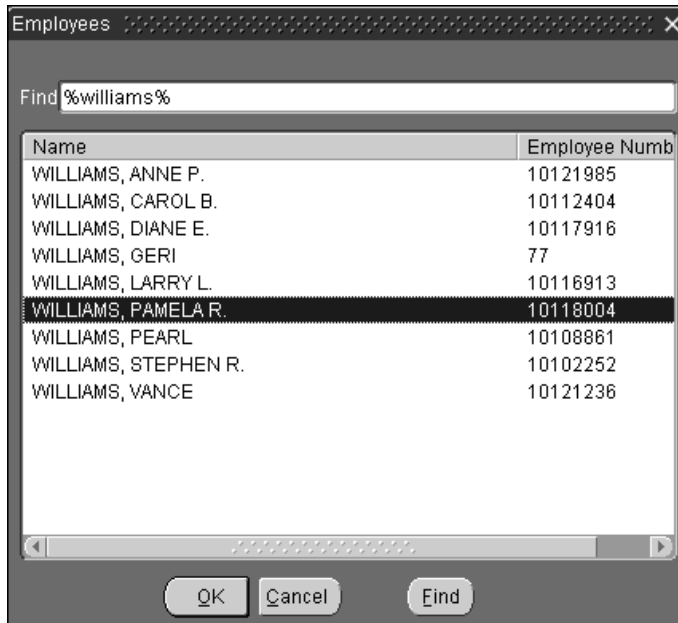 Employees
Find %williams%
Name Employee Numb
WILLIAMS, ANNE P. 10121985
WILLIAMS, CAROL B. 10112404
WILLIAMS, DIANE E. 10117916
WILLIAMS, GERI 77
WILLIAMS, LARRY L. 10116913
WILLIAMS, PAMELA R. 10118004
WILLIAMS, PEARL 10108861
WILLIAMS, STEPHEN R. 10102252
WILLIAMS, VANCE 10121236
OK Cancel Find